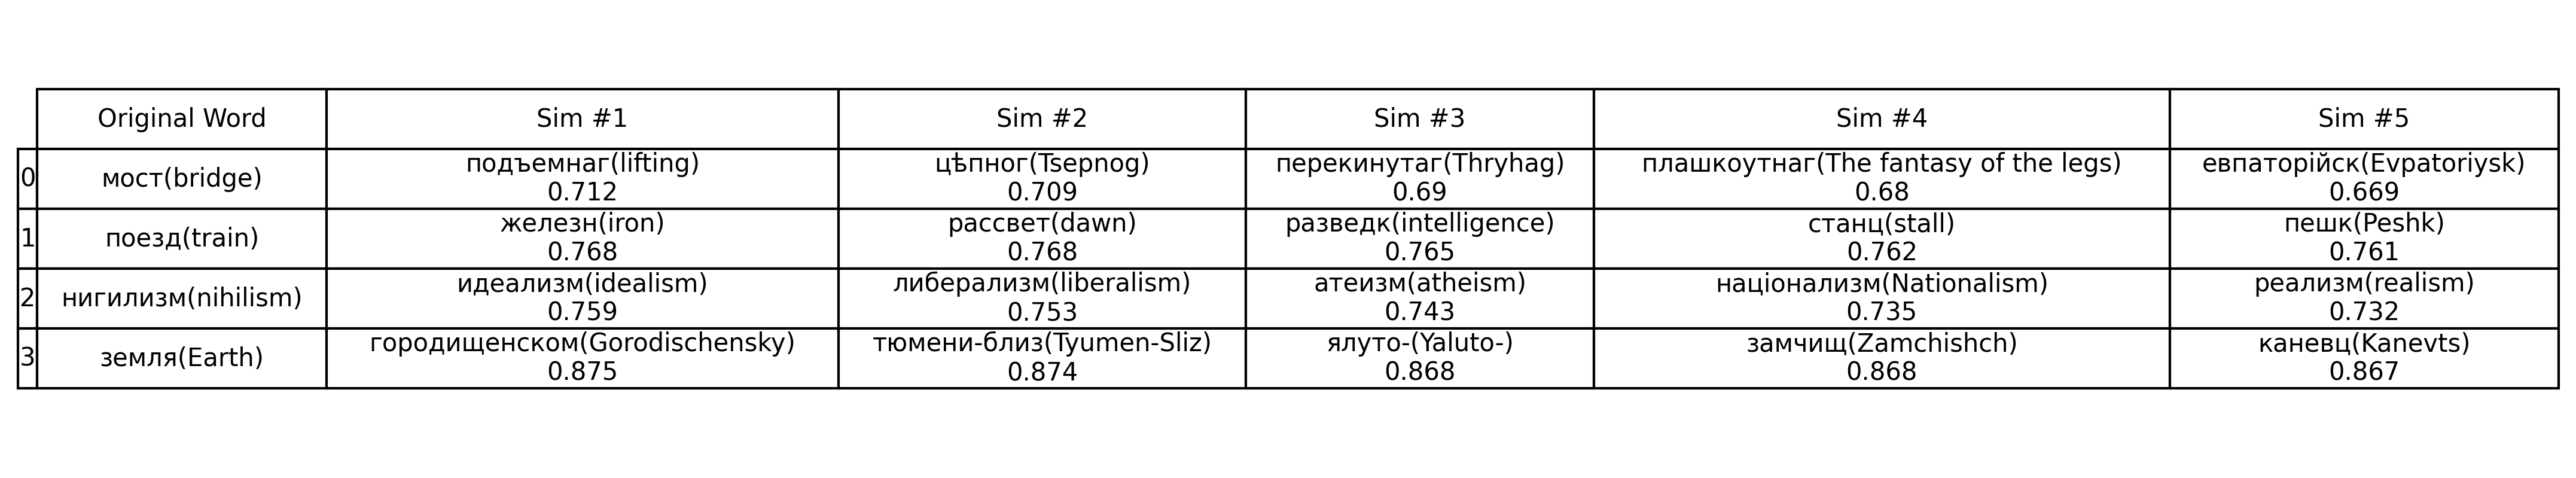 Original Word Sim #1 Sim #2 Sim #3 Sim #4 Sim #5
0 мост(bridge) подъемнаг(lifting) цѣпног(Tsepnog) перекинутаг(Thryhag) плашкоутнаг(The fantasy of the legs) евпаторійск(Evpatoriysk)
0.712 0.709 0.69 0.68 0.669
1 поезд(train) железн(iron) рассвет(dawn) разведк(intelligence) станц(stall) пешк(Peshk)
0.768 0.768 0.765 0.762 0.761
2 нигилизм(nihilism) идеализм(idealism) либерализм(liberalism) атеизм(atheism) націонализм(Nationalism) реализм(realism)
0.759 0.753 0.743 0.735 0.732
3 земля(Earth) городищенском(Gorodischensky) тюмени-близ(Tyumen-Sliz) ялуто-(Yaluto-) замчищ(Zamchishch) каневц(Kanevts)
0.875 0.874 0.868 0.868 0.867